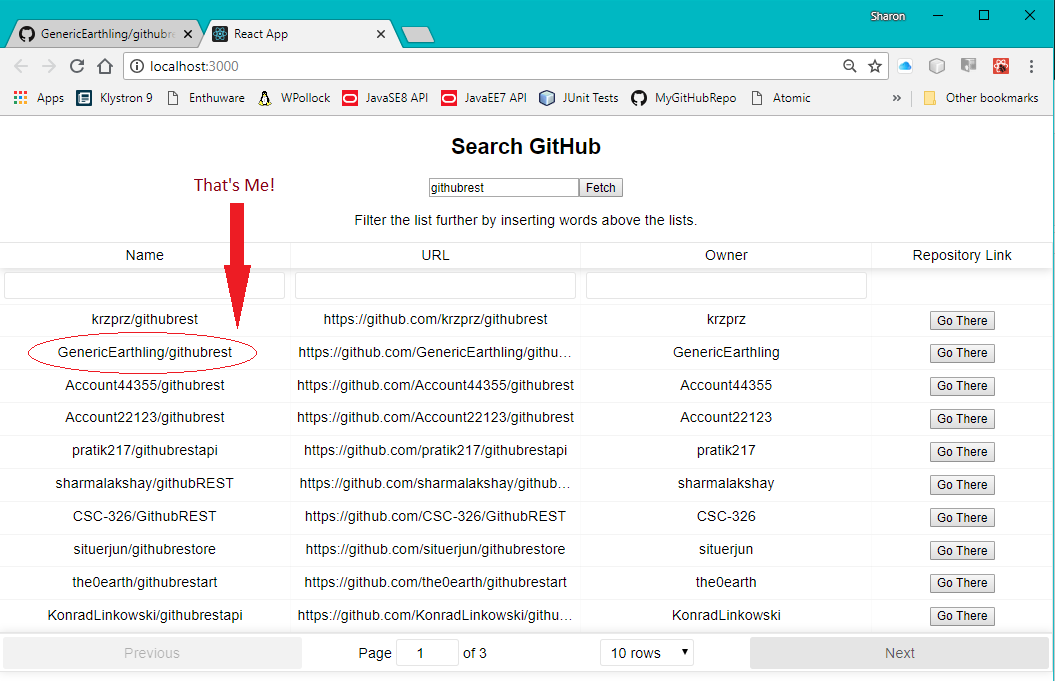 Sharon
GenericEarthling/githubre
React App
localhost:3000
Apps Klystron 9 Enthuware WPollock JavaSE8 API JavaEE7 API JUnit Tests MyGitHubRepo Atomic » Other bookmarks
Search GitHub
That's Me!
githubrest Fetch
Filter the list further by inserting words above the lists.
Name URL Owner Repository Link
krzprz/githubrest https://github.com/krzprz/githubrest krzprz Go There
GenericEarthling/githubrest https://github.com/GenericEarthling/githu… GenericEarthling Go There
Account44355/githubrest https://github.com/Account44355/githubrest Account44355 Go There
Account22123/githubrest https://github.com/Account22123/githubrest Account22123 Go There
pratik217/githubrestapi https://github.com/pratik217/githubrestapi pratik217 Go There
sharmalakshay/githubREST https://github.com/sharmalakshay/github… sharmalakshay Go There
CSC-326/GithubREST https://github.com/CSC-326/GithubREST CSC-326 Go There
situerjun/githubrestore https://github.com/situerjun/githubrestore situerjun Go There
the0earth/githubrestart https://github.com/the0earth/githubrestart the0earth Go There
KonradLinkowski/githubrestapi https://github.com/KonradLinkowski/githu… KonradLinkowski Go There
Previous Page 1 of 3 10 rows Next